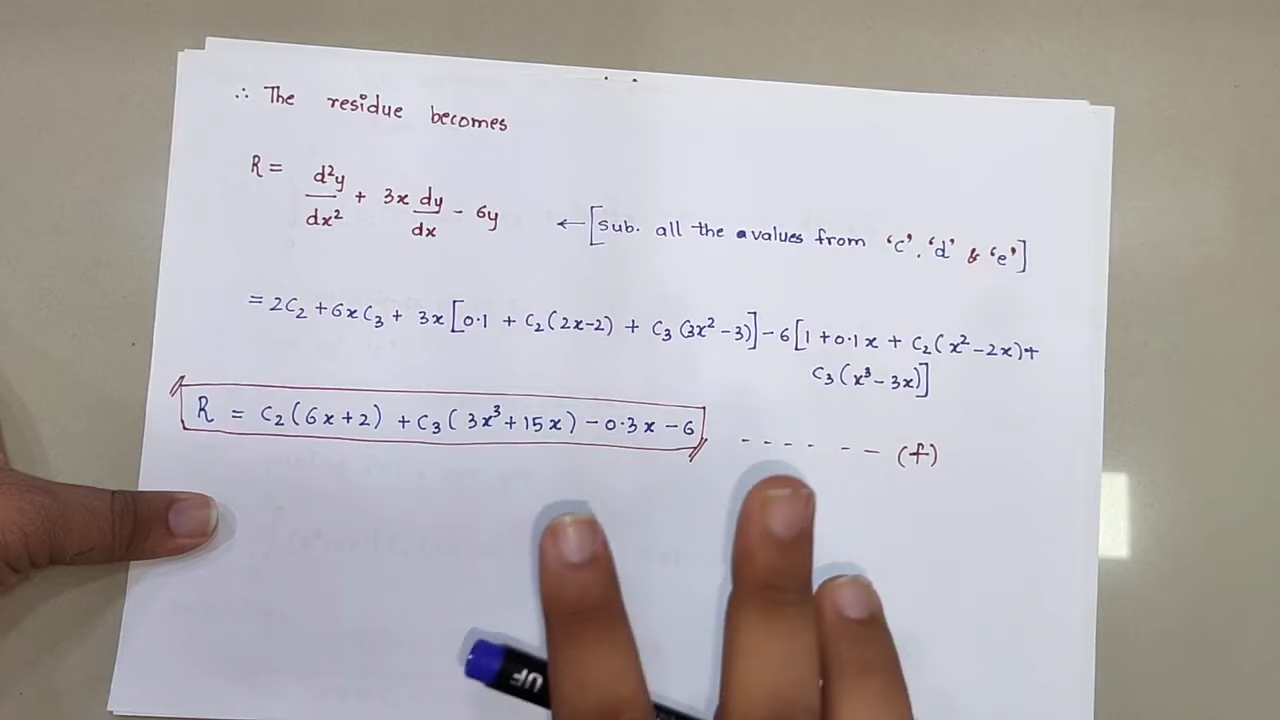 ∴ The residue becomes
R = d²y/dx² + 3x dy/dx - 6y ← [sub. all the values from 'c', 'd' & 'e']
= 2C₂ + 6xC₃ + 3x[0.1 + C₂(2x-2) + C₃(3x²-3)] - 6[1 + 0.1x + C₂(x²-2x) +
C₃(x³-3x)]
R = C₂(6x+2) + C₃(3x³+15x) - 0.3x - 6 - - - - - - (f)
UF